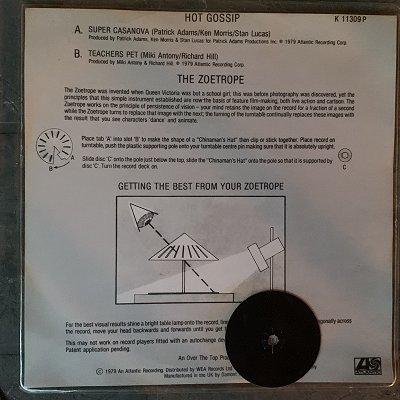 HOT GOSSIP
K 11309 P
A. SUPER CASANOVA (Patrick Adams/Ken Morris/Stan Lucas)
Produced by Patrick Adams, Ken Morris & Stan Lucas for Patrick Adams Productions Inc. ℗ 1979 Atlantic Recording Corp.
B. TEACHERS PET (Miki Antony/Richard Hill)
Produced by Miki Antony & Richard Hill. ℗ 1979 Atlantic Recording Corp.
THE ZOETROPE
The Zoetrope was invented when Queen Victoria was but a school girl; this was before photography was discovered, yet the
principles that this simple instrument established are now the basis of feature film-making, both live action and cartoon. The
Zoetrope works on the principle of persistence of vision – your mind retains the image on the record for a fraction of a second
while the Zoetrope turns to replace that image with the next; the turning of the turntable continually replaces these images with
the result that one characters 'dance' and animate.
Place tab 'A' into slot 'B' to make the shape of a "Chinaman's Hat" then clip or stick together. Place record on
turntable, push the plastic supporting pole onto your turntable centre pin making sure that it is absolutely upright.
Slide disc 'C' onto the pole just below the top, slide the "Chinaman's Hat" onto the pole so that it is supported by
disc 'C'. Turn the record deck on.
A
B
C
GETTING THE BEST FROM YOUR ZOETROPE
For the best visual results shine a bright table lamp onto the record, diagonally across
the record, move your head backwards and forwards until you get
This may not work on record players fitted with an autochange
Patent application pending.
An Over The Top
© 1979 An Atlantic Recording. Distributed by WEA Records Ltd. Company.
Manufactured in the UK by
ATLANTIC